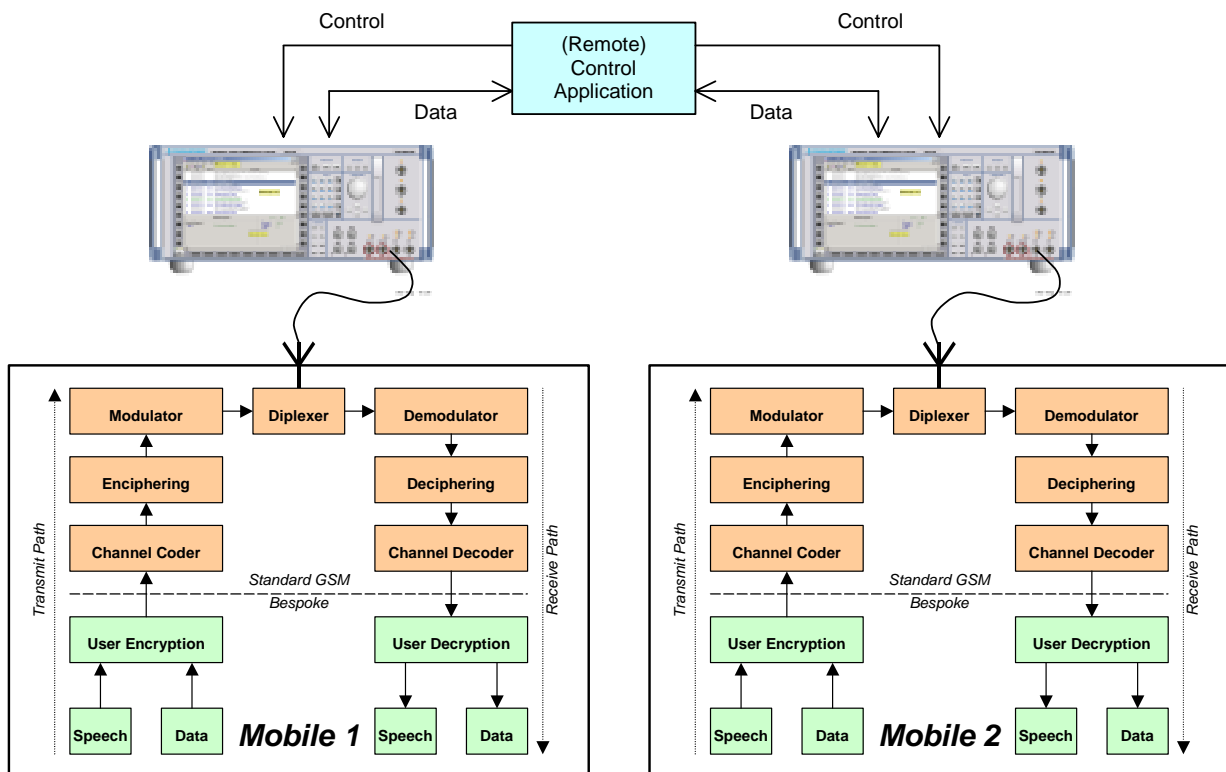 Control
(Remote)
Control
Application
Control
Data
Data
Modulator
Diplexer
Demodulator
Enciphering
Deciphering
Channel Coder
Channel Decoder
Transmit Path
Receive Path
Standard GSM
Bespoke
User Encryption
User Decryption
Speech
Data
Mobile 1
Speech
Data
Modulator
Diplexer
Demodulator
Enciphering
Deciphering
Channel Coder
Channel Decoder
Transmit Path
Receive Path
Standard GSM
Bespoke
User Encryption
User Decryption
Speech
Data
Mobile 2
Speech
Data